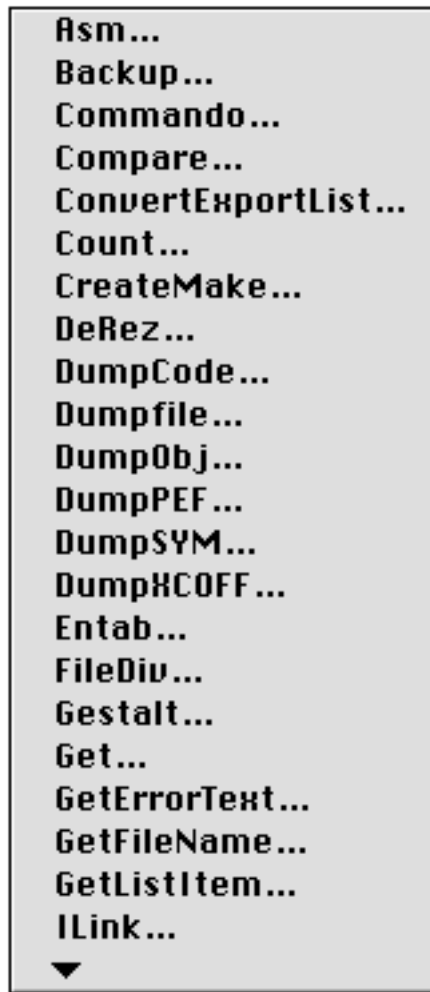 Asm...
Backup...
Commando...
Compare...
ConvertExportList...
Count...
CreateMake...
DeRez...
DumpCode...
Dumpfile...
DumpObj...
DumpPEF...
DumpSYM...
DumpXCOFF...
Entab...
FileDiv...
Gestalt...
Get...
GetErrorText...
GetFileName...
GetListItem...
ILink...